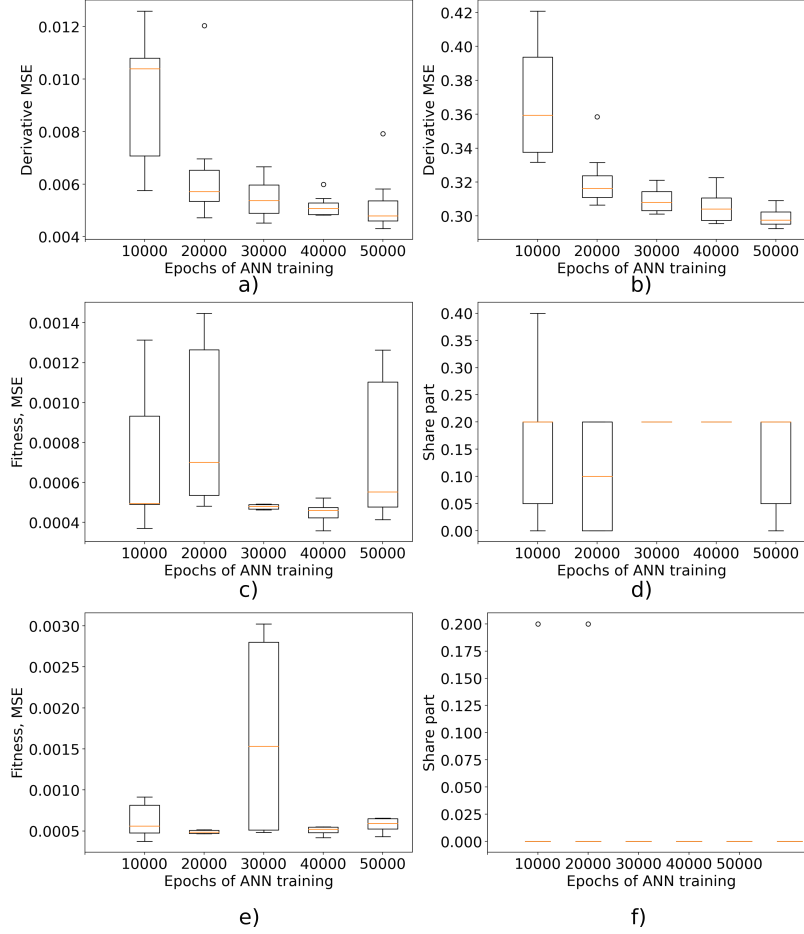 0.012
0.010
0.008
0.006
0.004
Derivative MSE
10000 20000 30000 40000 50000
Epochs of ANN training
a)
0.42
0.40
0.38
0.36
0.34
0.32
0.30
Derivative MSE
10000 20000 30000 40000 50000
Epochs of ANN training
b)
0.0014
0.0012
0.0010
0.0008
0.0006
0.0004
Fitness, MSE
10000 20000 30000 40000 50000
Epochs of ANN training
c)
0.40
0.35
0.30
0.25
0.20
0.15
0.10
0.05
0.00
Share part
10000 20000 30000 40000 50000
Epochs of ANN training
d)
0.0030
0.0025
0.0020
0.0015
0.0010
0.0005
Fitness, MSE
10000 20000 30000 40000 50000
Epochs of ANN training
e)
0.200
0.175
0.150
0.125
0.100
0.075
0.050
0.025
0.000
Share part
10000 20000 30000 40000 50000
Epochs of ANN training
f)